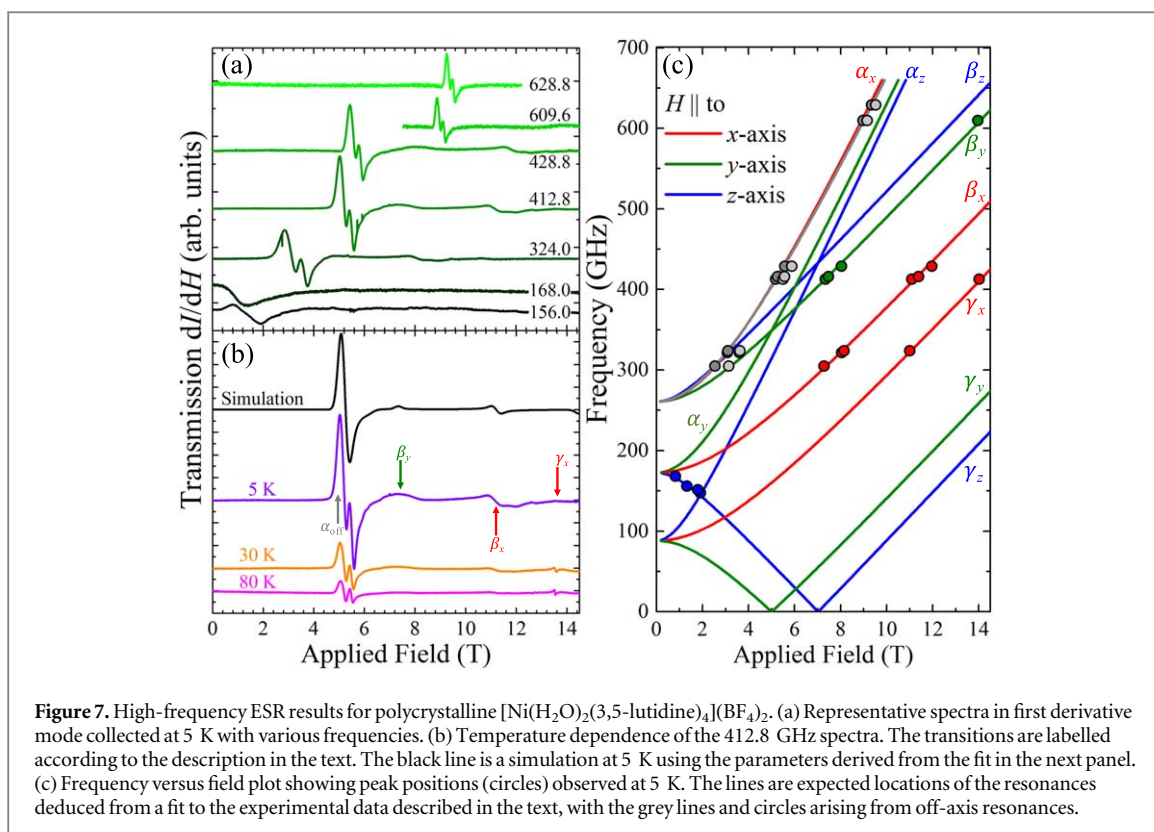 (a)
628.8
609.6
428.8
412.8
324.0
168.0
156.0
0 2 4 6 8 10 12 14
Transmission dI/dH (arb. units)
(b)
Simulation
5 K
30 K
80 K
α_off
β_y
β_x
γ_x
0 2 4 6 8 10 12 14
Applied Field (T)
(c)
H || to
x-axis
y-axis
z-axis
α_x
α_z
β_z
β_y
β_x
γ_x
α_y
γ_y
γ_z
700
600
500
400
300
200
100
0
Frequency (GHz)
0 2 4 6 8 10 12 14
Applied Field (T)
Figure 7. High-frequency ESR results for polycrystalline [Ni(H₂O)₂(3,5-lutidine)₄](BF₄)₂. (a) Representative spectra in first derivative
mode collected at 5 K with various frequencies. (b) Temperature dependence of the 412.8 GHz spectra. The transitions are labelled
according to the description in the text. The black line is a simulation at 5 K using the parameters derived from the fit in the next panel.
(c) Frequency versus field plot showing peak positions (circles) observed at 5 K. The lines are expected locations of the resonances
deduced from a fit to the experimental data described in the text, with the grey lines and circles arising from off-axis resonances.